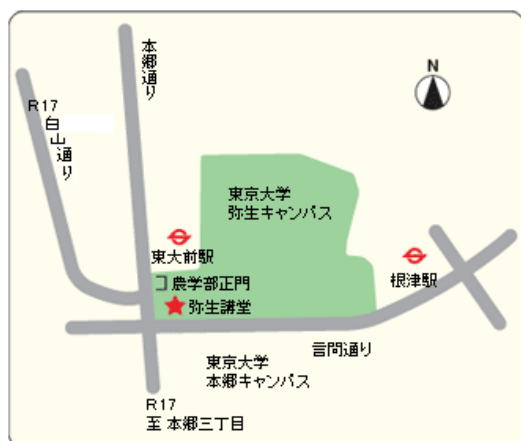 本郷通り
R17
白山通り
N
東京大学
弥生キャンパス
東大前駅
根津駅
農学部正門
弥生講堂
言問通り
東京大学
本郷キャンパス
R17
至 本郷三丁目